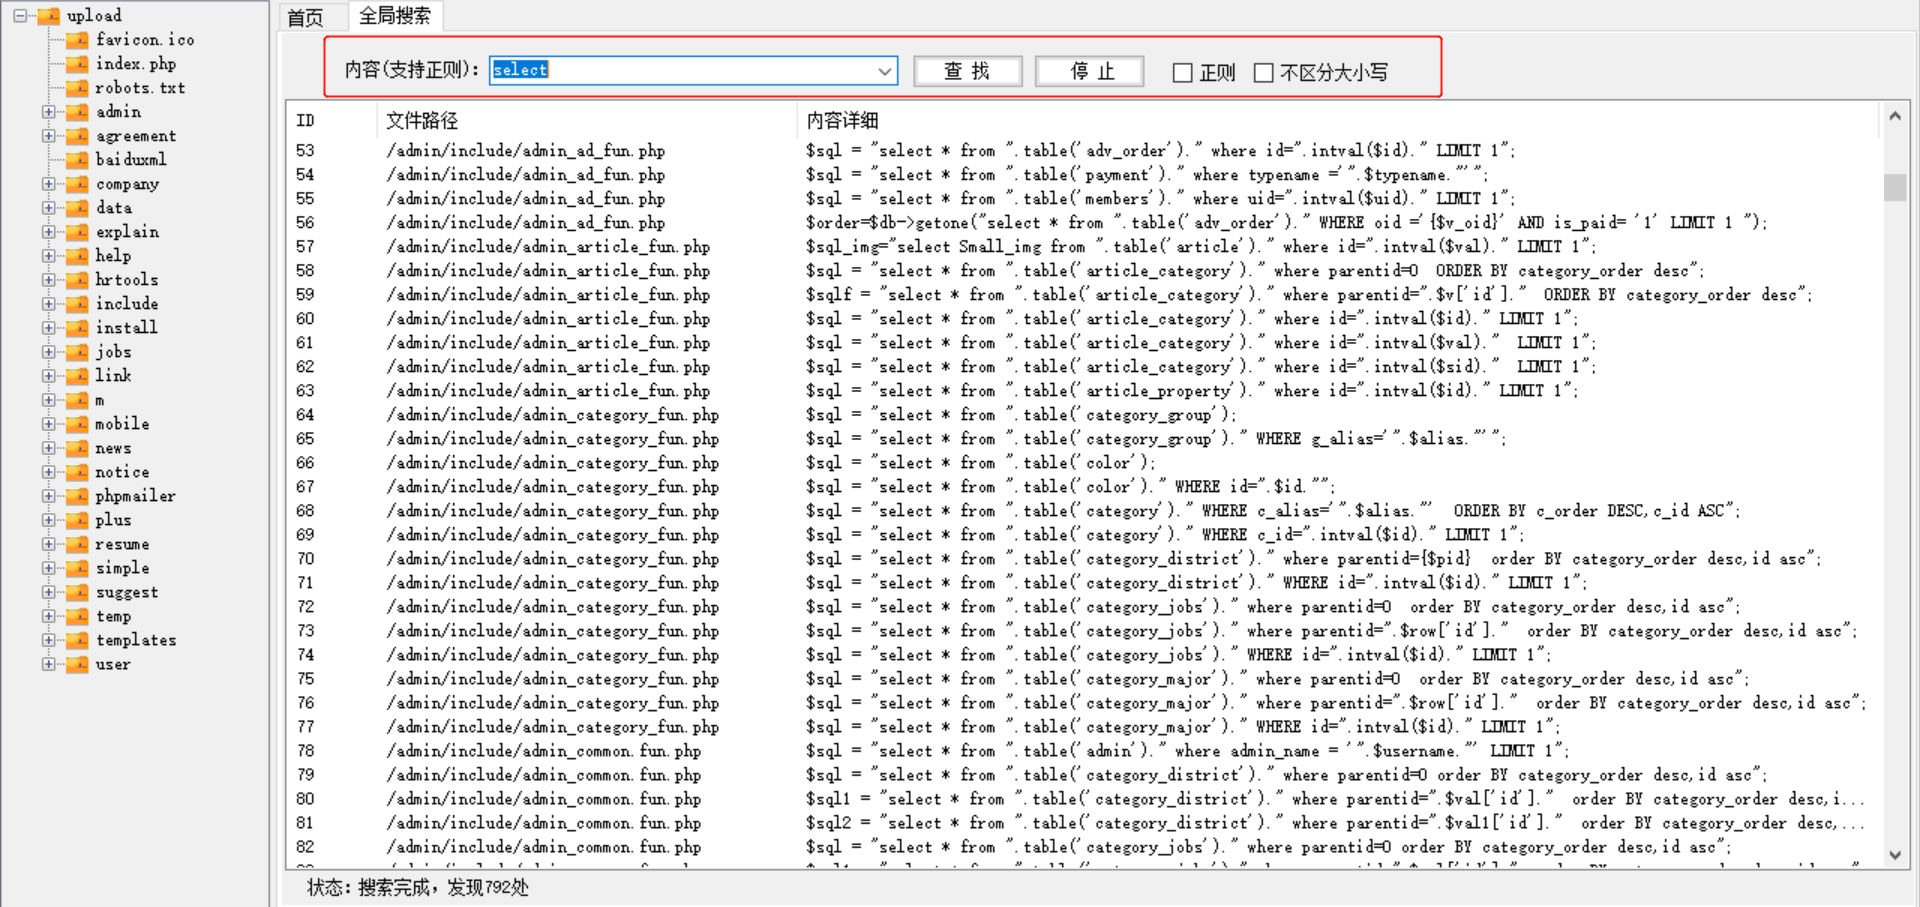 upload
favicon.ico
index.php
robots.txt
admin
agreement
baiduxml
company
data
explain
help
hrtools
include
install
jobs
link
m
mobile
news
notice
phpmailer
plus
resume
simple
suggest
temp
templates
user
首页 全局搜索
内容(支持正则): select 查 找 停 止 正则 不区分大小写
ID 文件路径 内容详细
53 /admin/include/admin_ad_fun.php $sql = "select * from ".table('adv_order')." where id=".intval($id)." LIMIT 1";
54 /admin/include/admin_ad_fun.php $sql = "select * from ".table('payment')." where typename ='".$typename."'";
55 /admin/include/admin_ad_fun.php $sql = "select * from ".table('members')." where uid=".intval($uid)." LIMIT 1";
56 /admin/include/admin_ad_fun.php $order=$db->getone("select * from ".table('adv_order')." WHERE oid ='{$v_oid}' AND is_paid= '1' LIMIT 1 ");
57 /admin/include/admin_article_fun.php $sql_img="select Small_img from ".table('article')." where id=".intval($val)." LIMIT 1";
58 /admin/include/admin_article_fun.php $sql = "select * from ".table('article_category')." where parentid=0  ORDER BY category_order desc";
59 /admin/include/admin_article_fun.php $sqlf = "select * from ".table('article_category')." where parentid=".$v['id']."  ORDER BY category_order desc";
60 /admin/include/admin_article_fun.php $sql = "select * from ".table('article_category')." where id=".intval($id)." LIMIT 1";
61 /admin/include/admin_article_fun.php $sql = "select * from ".table('article_category')." where id=".intval($val)."  LIMIT 1";
62 /admin/include/admin_article_fun.php $sql = "select * from ".table('article_category')." where id=".intval($sid)."  LIMIT 1";
63 /admin/include/admin_article_fun.php $sql = "select * from ".table('article_property')." where id=".intval($id)." LIMIT 1";
64 /admin/include/admin_category_fun.php $sql = "select * from ".table('category_group');
65 /admin/include/admin_category_fun.php $sql = "select * from ".table('category_group')." WHERE g_alias='".$alias."'";
66 /admin/include/admin_category_fun.php $sql = "select * from ".table('color');
67 /admin/include/admin_category_fun.php $sql = "select * from ".table('color')." WHERE id=".$id."";
68 /admin/include/admin_category_fun.php $sql = "select * from ".table('category')." WHERE c_alias='".$alias."'  ORDER BY c_order DESC,c_id ASC";
69 /admin/include/admin_category_fun.php $sql = "select * from ".table('category')." WHERE c_id=".intval($id)." LIMIT 1";
70 /admin/include/admin_category_fun.php $sql = "select * from ".table('category_district')." where parentid={$pid}  order BY category_order desc,id asc";
71 /admin/include/admin_category_fun.php $sql = "select * from ".table('category_district')." WHERE id=".intval($id)." LIMIT 1";
72 /admin/include/admin_category_fun.php $sql = "select * from ".table('category_jobs')." where parentid=0  order BY category_order desc,id asc";
73 /admin/include/admin_category_fun.php $sql = "select * from ".table('category_jobs')." where parentid=".$row['id']."  order BY category_order desc,id asc";
74 /admin/include/admin_category_fun.php $sql = "select * from ".table('category_jobs')." WHERE id=".intval($id)." LIMIT 1";
75 /admin/include/admin_category_fun.php $sql = "select * from ".table('category_major')." where parentid=0  order BY category_order desc,id asc";
76 /admin/include/admin_category_fun.php $sql = "select * from ".table('category_major')." where parentid=".$row['id']."  order BY category_order desc,id asc";
77 /admin/include/admin_category_fun.php $sql = "select * from ".table('category_major')." WHERE id=".intval($id)." LIMIT 1";
78 /admin/include/admin_common.fun.php $sql = "select * from ".table('admin')." where admin_name = '".$username."' LIMIT 1";
79 /admin/include/admin_common.fun.php $sql = "select * from ".table('category_district')." where parentid=0 order BY category_order desc,id asc";
80 /admin/include/admin_common.fun.php $sql1 = "select * from ".table('category_district')." where parentid=".$val['id']."  order BY category_order desc,i...
81 /admin/include/admin_common.fun.php $sql2 = "select * from ".table('category_district')." where parentid=".$val1['id']."  order BY category_order desc,...
82 /admin/include/admin_common.fun.php $sql = "select * from ".table('category_jobs')." where parentid=0 order BY category_order desc,id asc";
状态：搜索完成，发现792处